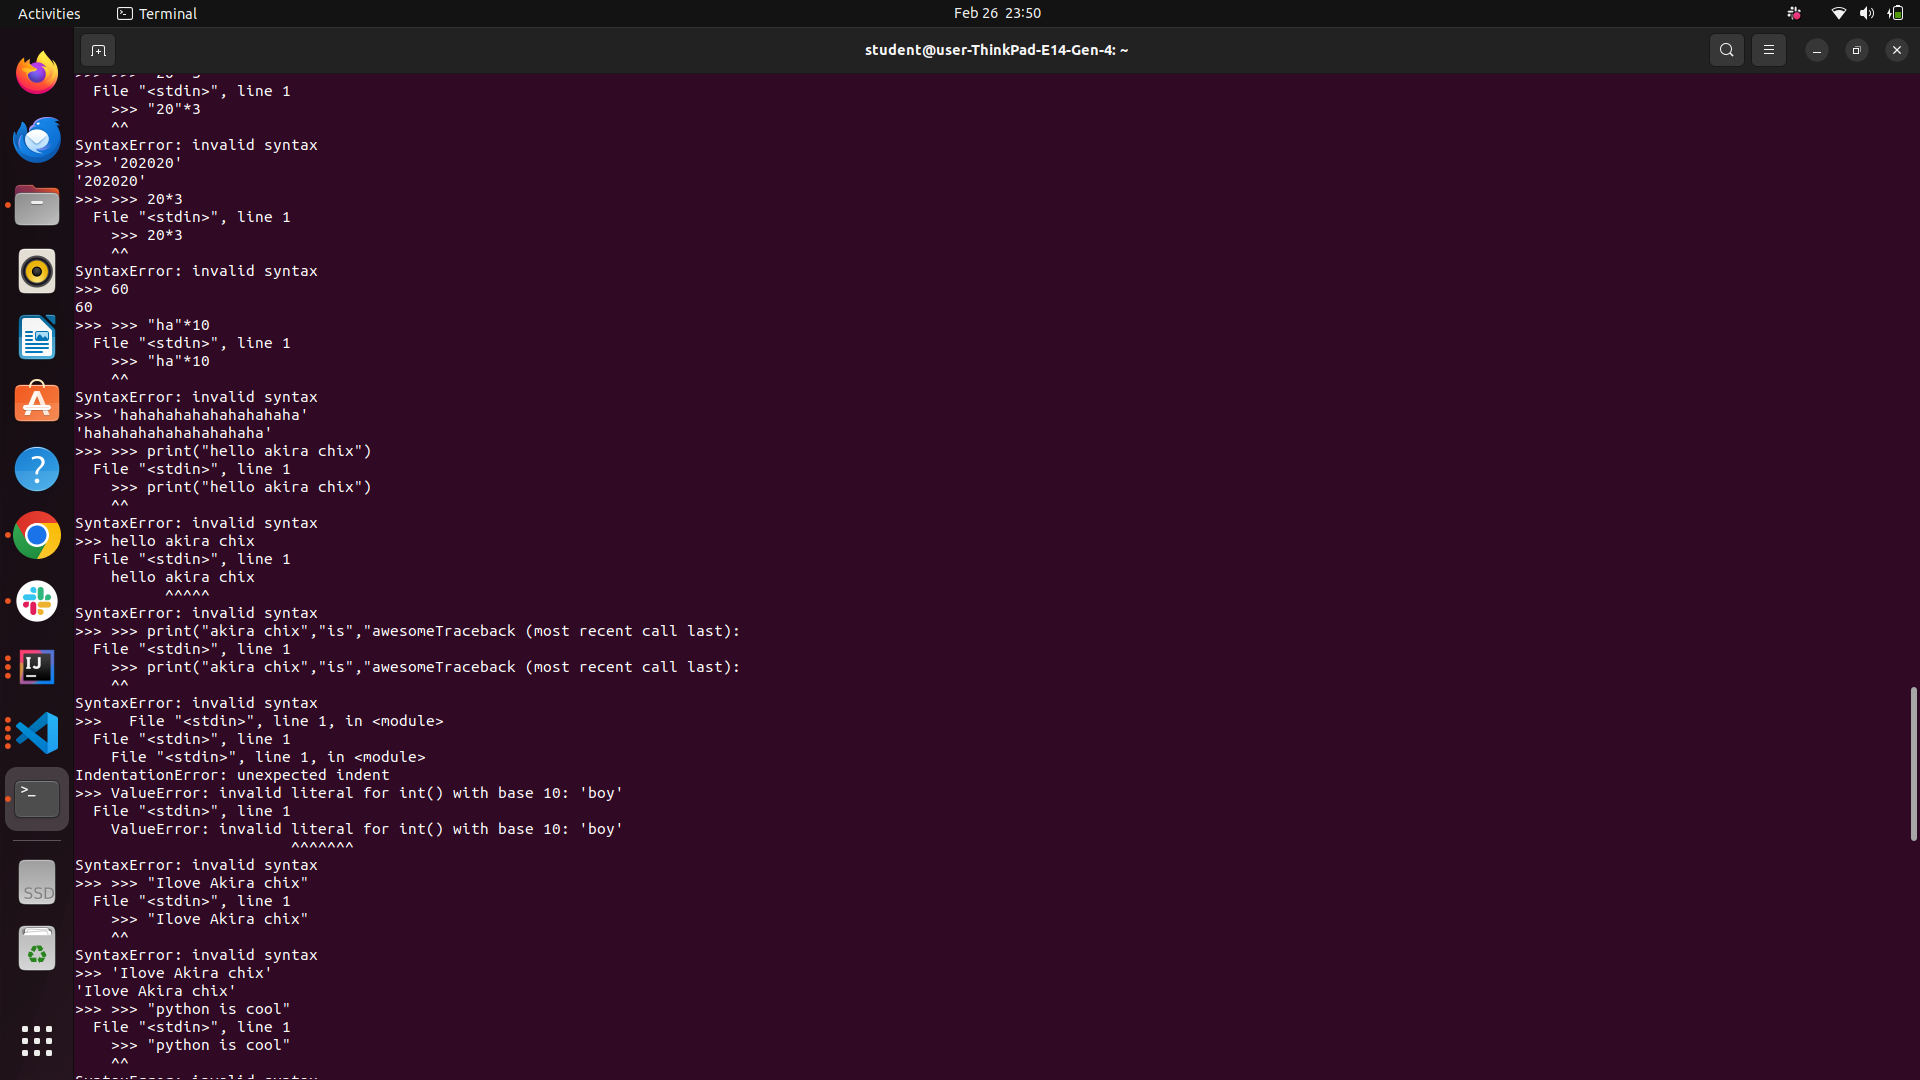 Activities
Terminal
Feb 26 23:50
student@user-ThinkPad-E14-Gen-4: ~
File "<stdin>", line 1
>>> "20"*3
^^
SyntaxError: invalid syntax
>>> '202020'
'202020'
>>> >>> 20*3
File "<stdin>", line 1
>>> 20*3
^^
SyntaxError: invalid syntax
>>> 60
60
>>> >>> "ha"*10
File "<stdin>", line 1
>>> "ha"*10
^^
SyntaxError: invalid syntax
>>> 'hahahahahahahahahaha'
'hahahahahahahahahaha'
>>> >>> print("hello akira chix")
File "<stdin>", line 1
>>> print("hello akira chix")
^^
SyntaxError: invalid syntax
>>> hello akira chix
File "<stdin>", line 1
hello akira chix
^^^^^
SyntaxError: invalid syntax
>>> >>> print("akira chix","is","awesomeTraceback (most recent call last):
File "<stdin>", line 1
>>> print("akira chix","is","awesomeTraceback (most recent call last):
^^
SyntaxError: invalid syntax
>>>   File "<stdin>", line 1, in <module>
File "<stdin>", line 1
File "<stdin>", line 1, in <module>
IndentationError: unexpected indent
>>> ValueError: invalid literal for int() with base 10: 'boy'
File "<stdin>", line 1
ValueError: invalid literal for int() with base 10: 'boy'
^^^^^^^
SyntaxError: invalid syntax
>>> >>> "Ilove Akira chix"
File "<stdin>", line 1
>>> "Ilove Akira chix"
^^
SyntaxError: invalid syntax
>>> 'Ilove Akira chix'
'Ilove Akira chix'
>>> >>> "python is cool"
File "<stdin>", line 1
>>> "python is cool"
^^
IJ
SSD